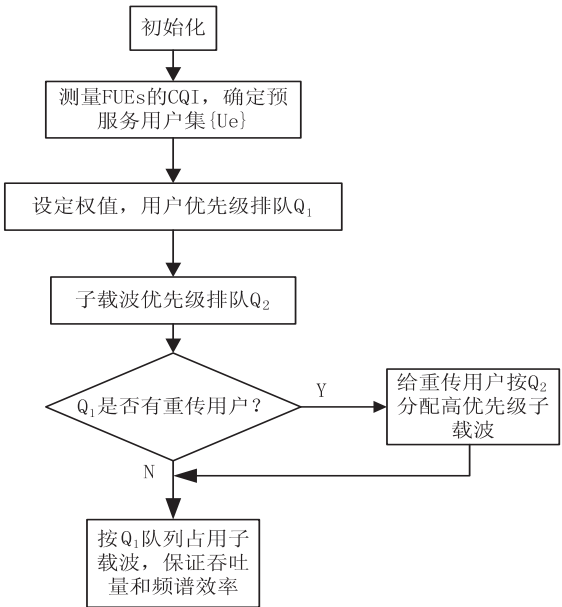 初始化
测量FUEs的CQI，确定预
服务用户集{Ue}
设定权值，用户优先级排队Q₁
子载波优先级排队Q₂
Q₁是否有重传用户？
Y
给重传用户按Q₂
分配高优先级子
载波
N
按Q₁队列占用子
载波，保证吞吐
量和频谱效率